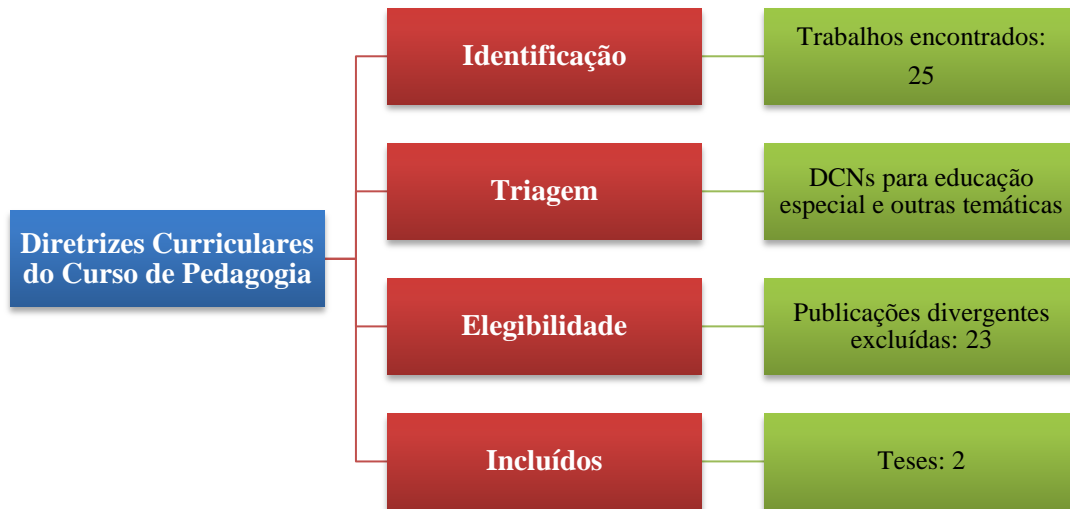 Diretrizes Curriculares
do Curso de Pedagogia
Identificação
Trabalhos encontrados:
25
Triagem
DCNs para educação
especial e outras temáticas
Elegibilidade
Publicações divergentes
excluídas: 23
Incluídos
Teses: 2